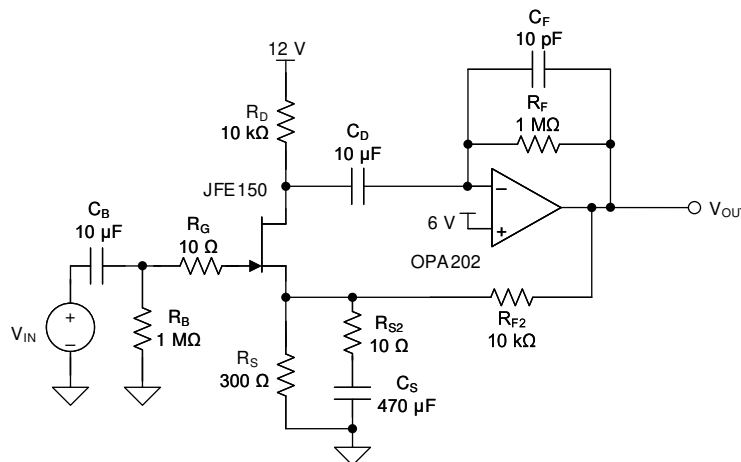 C_F
10 pF
12 V
R_F
1 MΩ
R_D
10 kΩ
C_D
10 µF
JFE150
−
6 V
+
V_OUT
OPA202
C_B
10 µF
R_G
10 Ω
V_IN
+
−
R_B
1 MΩ
R_S2
10 Ω
R_F2
10 kΩ
R_S
300 Ω
C_S
470 µF